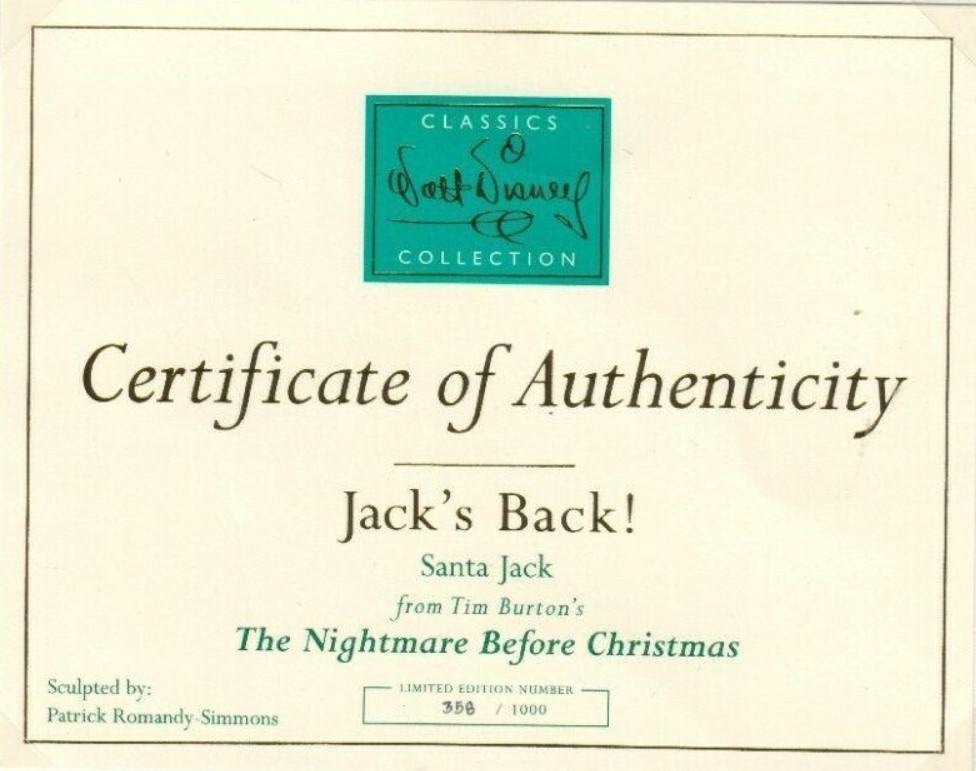 CLASSICS
Walt Disney
COLLECTION
Certificate of Authenticity
Jack's Back!
Santa Jack
from Tim Burton's
The Nightmare Before Christmas
Sculpted by:
Patrick Romandy-Simmons
LIMITED EDITION NUMBER
358 / 1000